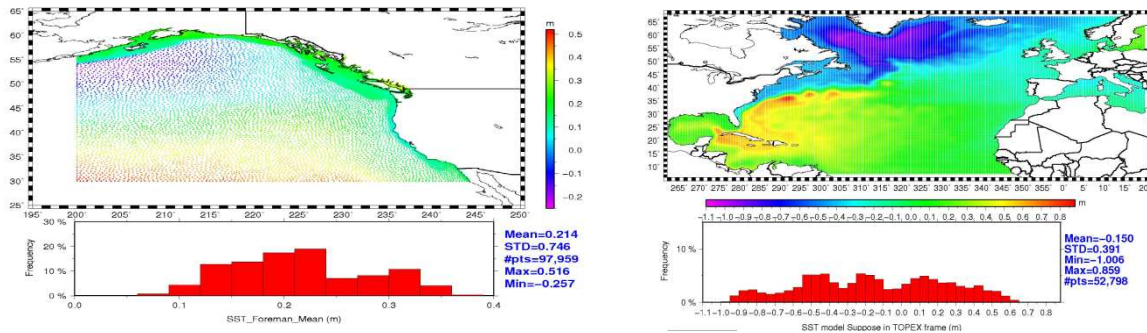 m
65˚
60˚
55˚
50˚
45˚
40˚
35˚
30˚
25˚
0.5
0.4
0.3
0.2
0.1
0.0
−0.1
−0.2
195˚ 200˚ 205˚ 210˚ 215˚ 220˚ 225˚ 230˚ 235˚ 240˚ 245˚ 250˚
30 %
20 %
10 %
0 %
Frequency
0.0 0.1 0.2 0.3 0.4
SST_Foreman_Mean (m)
Mean=0.214
STD=0.746
#pts=97,959
Max=0.516
Min=−0.257
65˚
60˚
55˚
50˚
45˚
40˚
35˚
30˚
25˚
20˚
15˚
10˚
265˚ 270˚ 275˚ 280˚ 285˚ 290˚ 295˚ 300˚ 305˚ 310˚ 315˚ 320˚ 325˚ 330˚ 335˚ 340˚ 345˚ 350˚ 355˚ 0˚ 5˚ 10˚ 15˚
m
−1.1 −1.0 −0.9 −0.8 −0.7 −0.6 −0.5 −0.4 −0.3 −0.2 −0.1 0.0 0.1 0.2 0.3 0.4 0.5 0.6 0.7 0.8
10 %
0 %
Frequency
−1.1 −1.0 −0.9 −0.8 −0.7 −0.6 −0.5 −0.4 −0.3 −0.2 −0.1 0.0 0.1 0.2 0.3 0.4 0.5 0.6 0.7 0.8
SST model Suppose in TOPEX frame (m)
Mean=−0.150
STD=0.391
Min=−1.006
Max=0.859
#pts=52,798